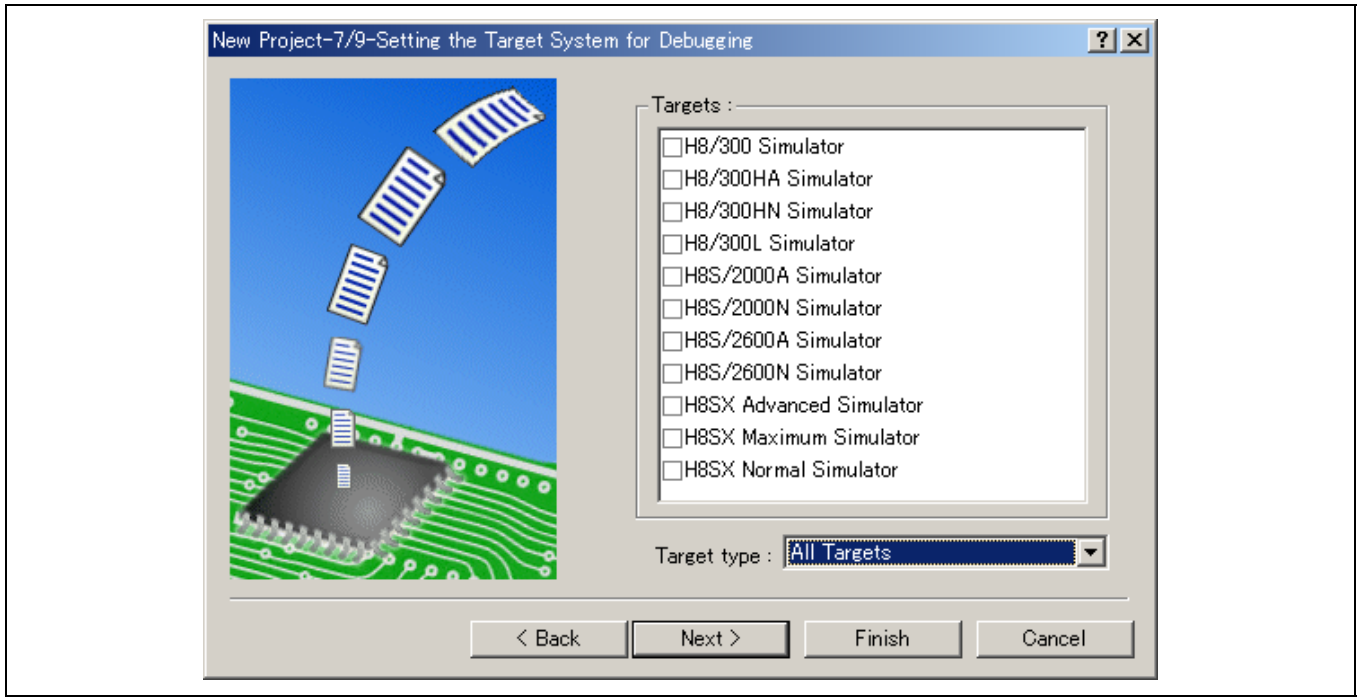 New Project-7/9-Setting the Target System for Debugging
Targets :
H8/300 Simulator
H8/300HA Simulator
H8/300HN Simulator
H8/300L Simulator
H8S/2000A Simulator
H8S/2000N Simulator
H8S/2600A Simulator
H8S/2600N Simulator
H8SX Advanced Simulator
H8SX Maximum Simulator
H8SX Normal Simulator
Target type : All Targets
< Back Next > Finish Cancel